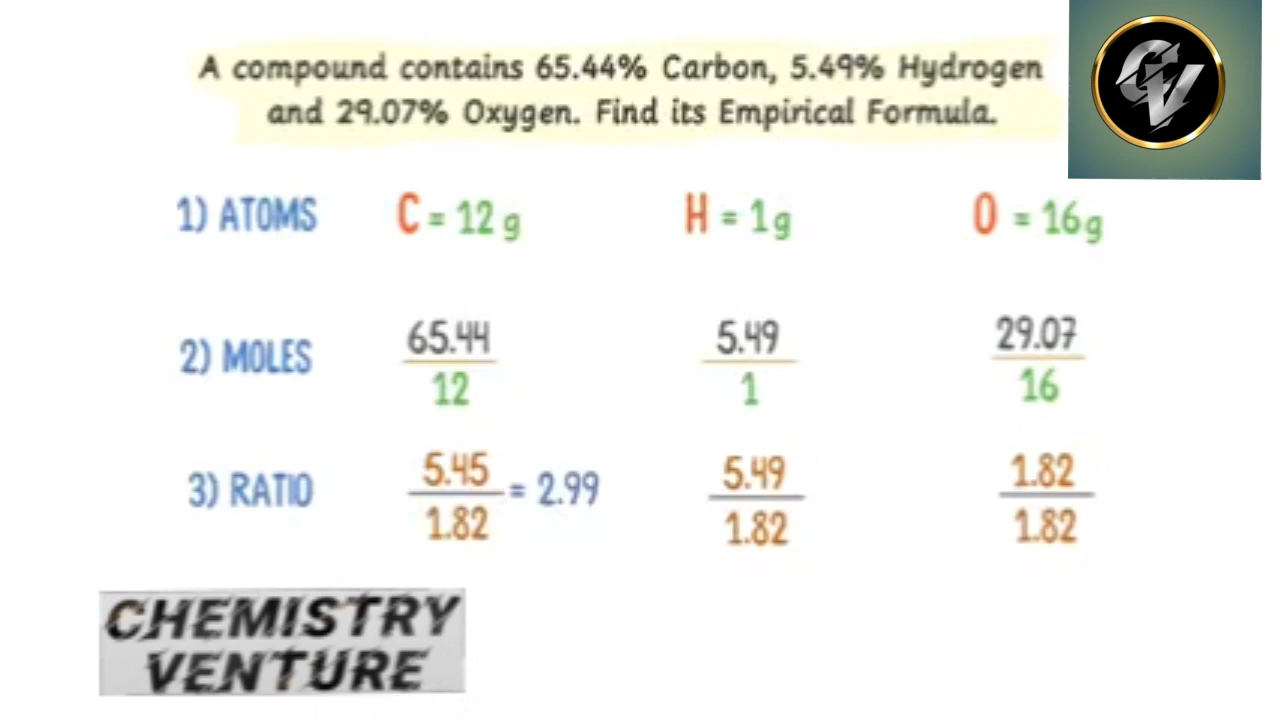 A compound contains 65.44% Carbon, 5.49% Hydrogen
and 29.07% Oxygen. Find its Empirical Formula.
GV
1) ATOMS C = 12 g H = 1g O = 16g
2) MOLES 65.44/12 5.49/1 29.07/16
3) RATIO 5.45/1.82 = 2.99 5.49/1.82 1.82/1.82
CHEMISTRY
VENTURE